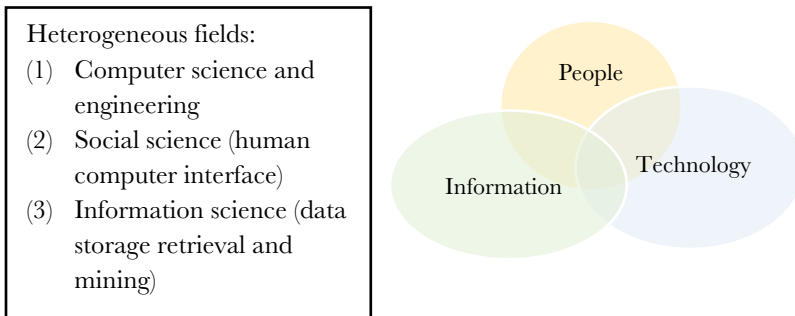 Heterogeneous fields:
(1) Computer science and
engineering
(2) Social science (human
computer interface)
(3) Information science (data
storage retrieval and
mining)
People
Technology
Information